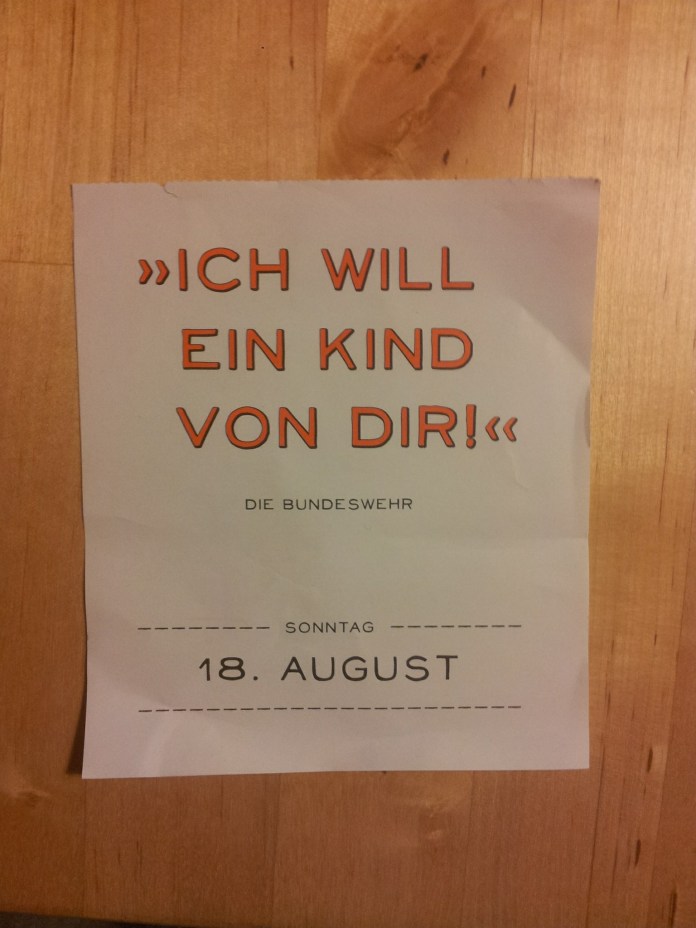 »ICH WILL
EIN KIND
VON DIR!«
DIE BUNDESWEHR
SONNTAG
18. AUGUST